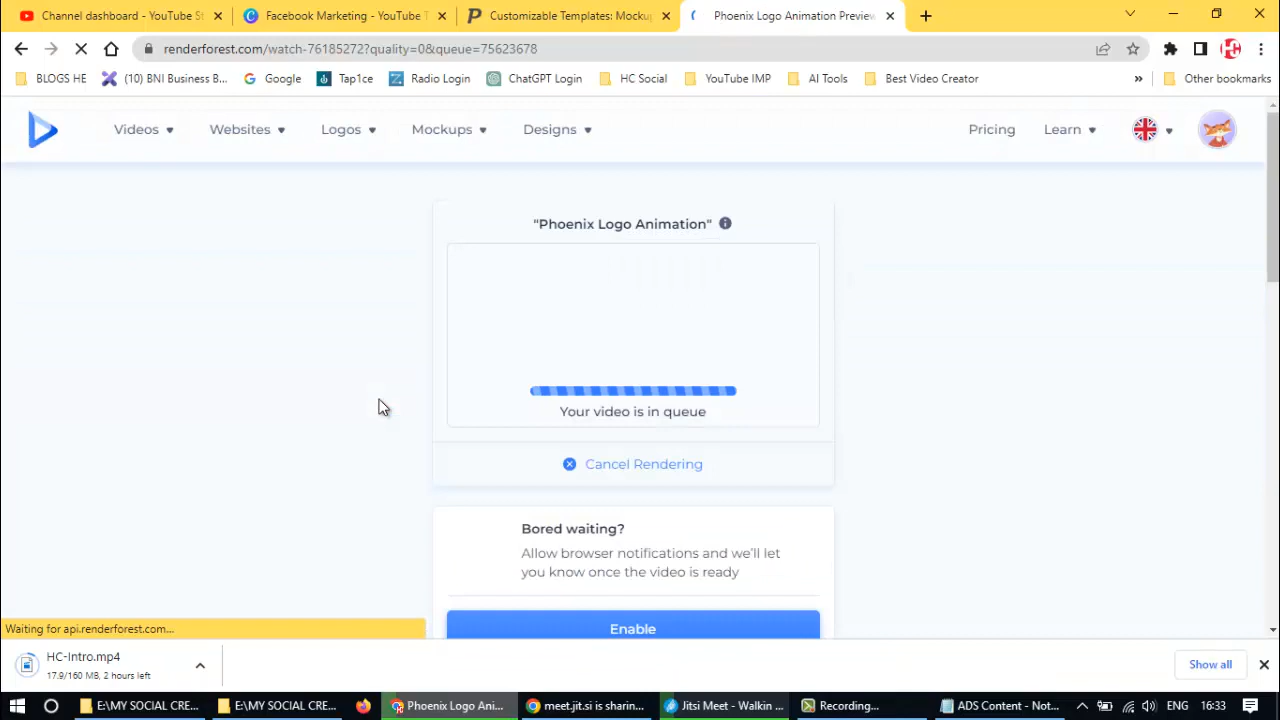 Channel dashboard - YouTube St
Facebook Marketing - YouTube T
Customizable Templates: Mockup
Phoenix Logo Animation Preview
renderforest.com/watch-76185272?quality=0&queue=75623678
BLOGS HE
(10) BNI Business B...
Google
Tap1ce
Radio Login
ChatGPT Login
HC Social
YouTube IMP
AI Tools
Best Video Creator
»
Other bookmarks
Videos
Websites
Logos
Mockups
Designs
Pricing
Learn
"Phoenix Logo Animation"
Your video is in queue
Cancel Rendering
Bored waiting?
Allow browser notifications and we'll let
you know once the video is ready
Enable
Waiting for api.renderforest.com...
HC-Intro.mp4
17.9/160 MB, 2 hours left
Show all
E:\MY SOCIAL CRE...
E:\MY SOCIAL CRE...
Phoenix Logo Ani...
meet.jit.si is sharin...
Jitsi Meet - Walkin ...
Recording...
ADS Content - Not...
ENG
16:33